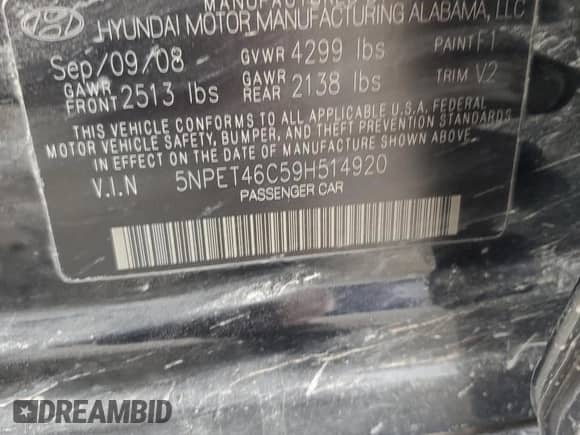 MANUFACTURED
HYUNDAI MOTOR MANUFACTURING ALABAMA, LLC
Sep/09/08 GVWR 4299 lbs PAINT F1
GAWR FRONT 2513 lbs GAWR REAR 2138 lbs TRIM V2
THIS VEHICLE CONFORMS TO ALL APPLICABLE U.S.A. FEDERAL
MOTOR VEHICLE SAFETY, BUMPER, AND THEFT PREVENTION STANDARDS
IN EFFECT ON THE DATE OF MANUFACTURE SHOWN ABOVE.
V.I.N 5NPET46C59H514920
PASSENGER CAR
DREAMBID